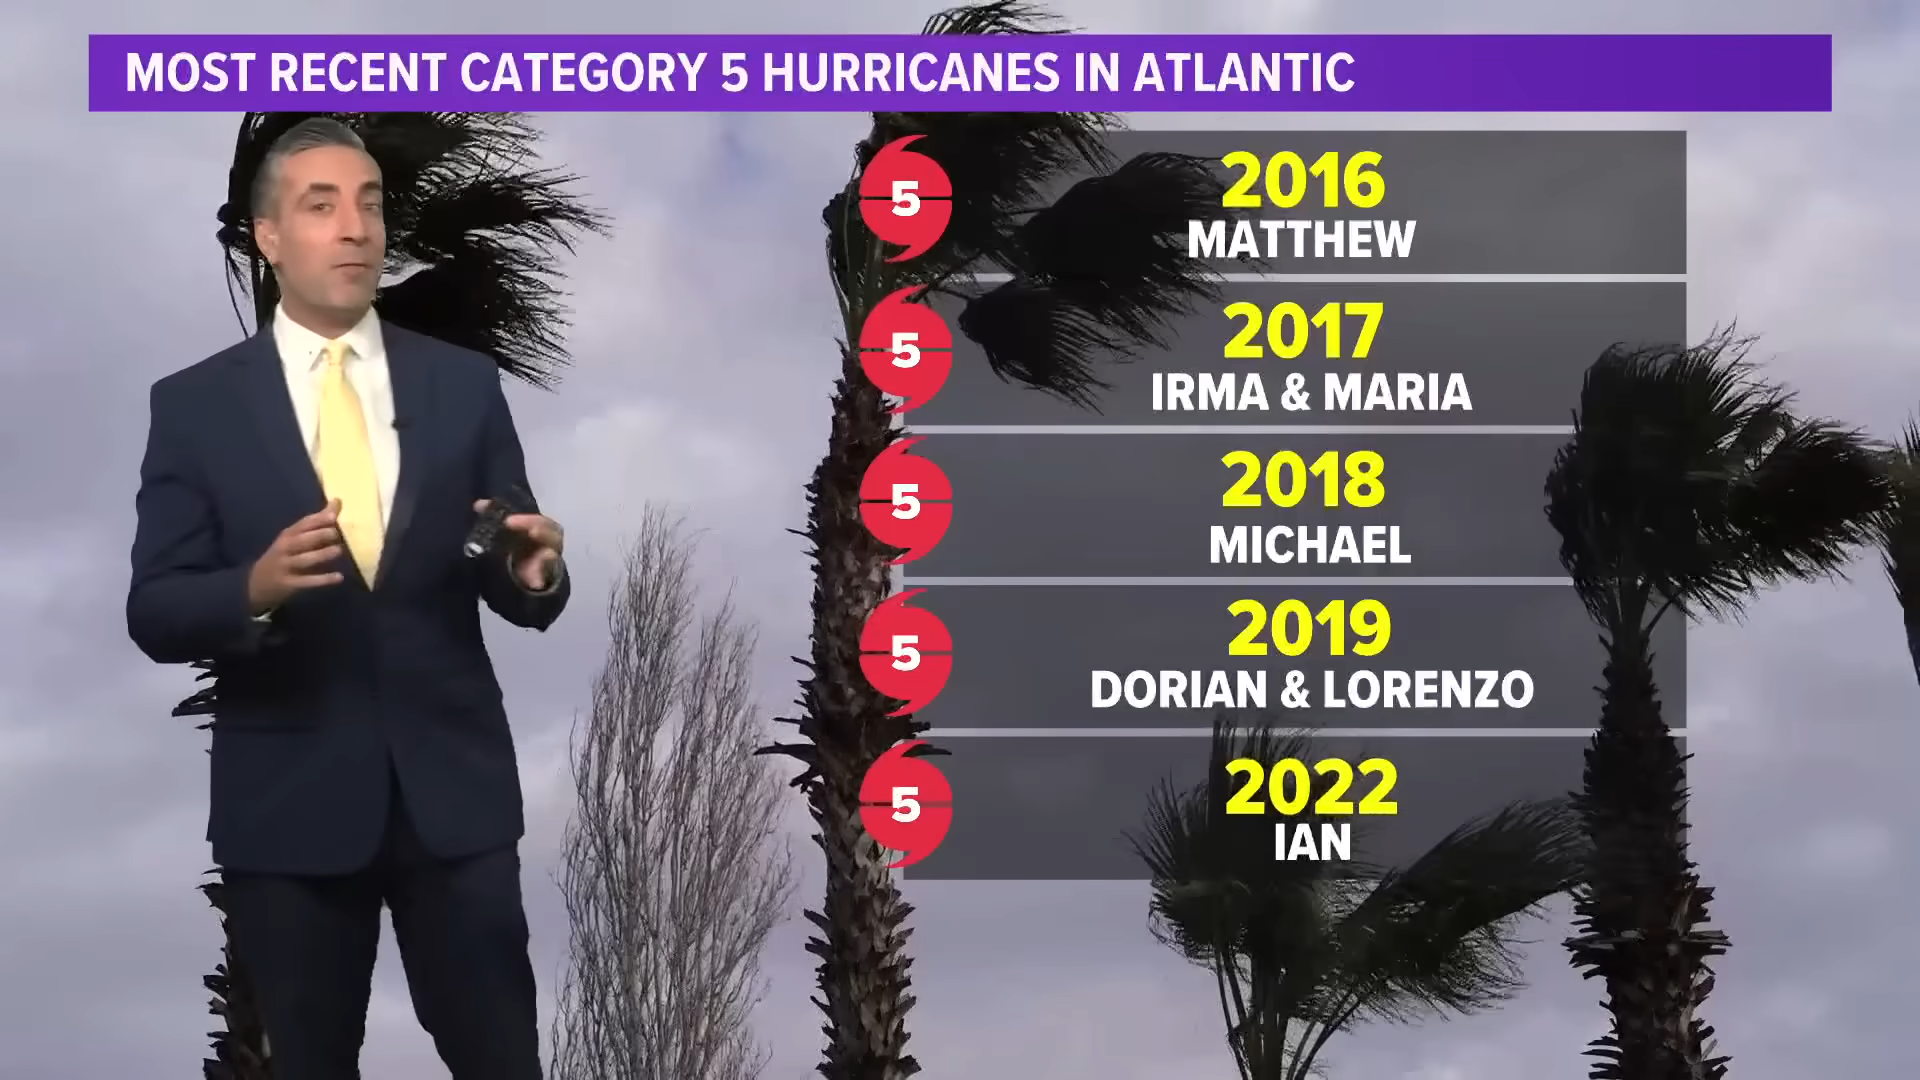 MOST RECENT CATEGORY 5 HURRICANES IN ATLANTIC
5
2016
MATTHEW
5
2017
IRMA & MARIA
5
2018
MICHAEL
5
2019
DORIAN & LORENZO
5
2022
IAN